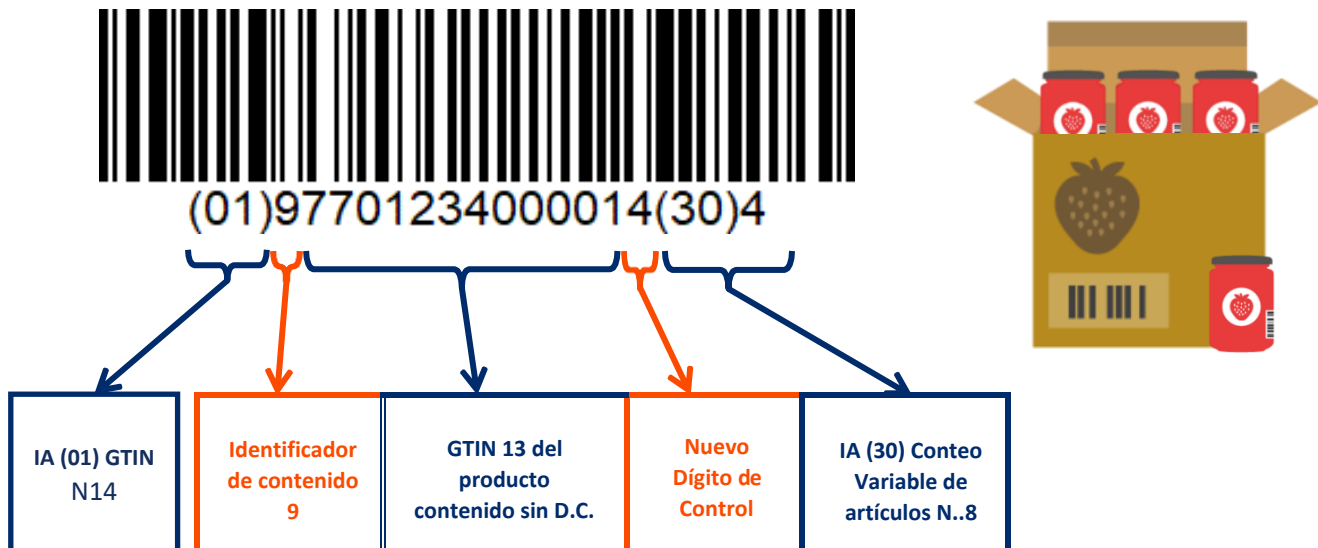 (01)97701234000014(30)4
IA (01) GTIN
N14
Identificador
de contenido
9
GTIN 13 del
producto
contenido sin D.C.
Nuevo
Dígito de
Control
IA (30) Conteo
Variable de
artículos N..8